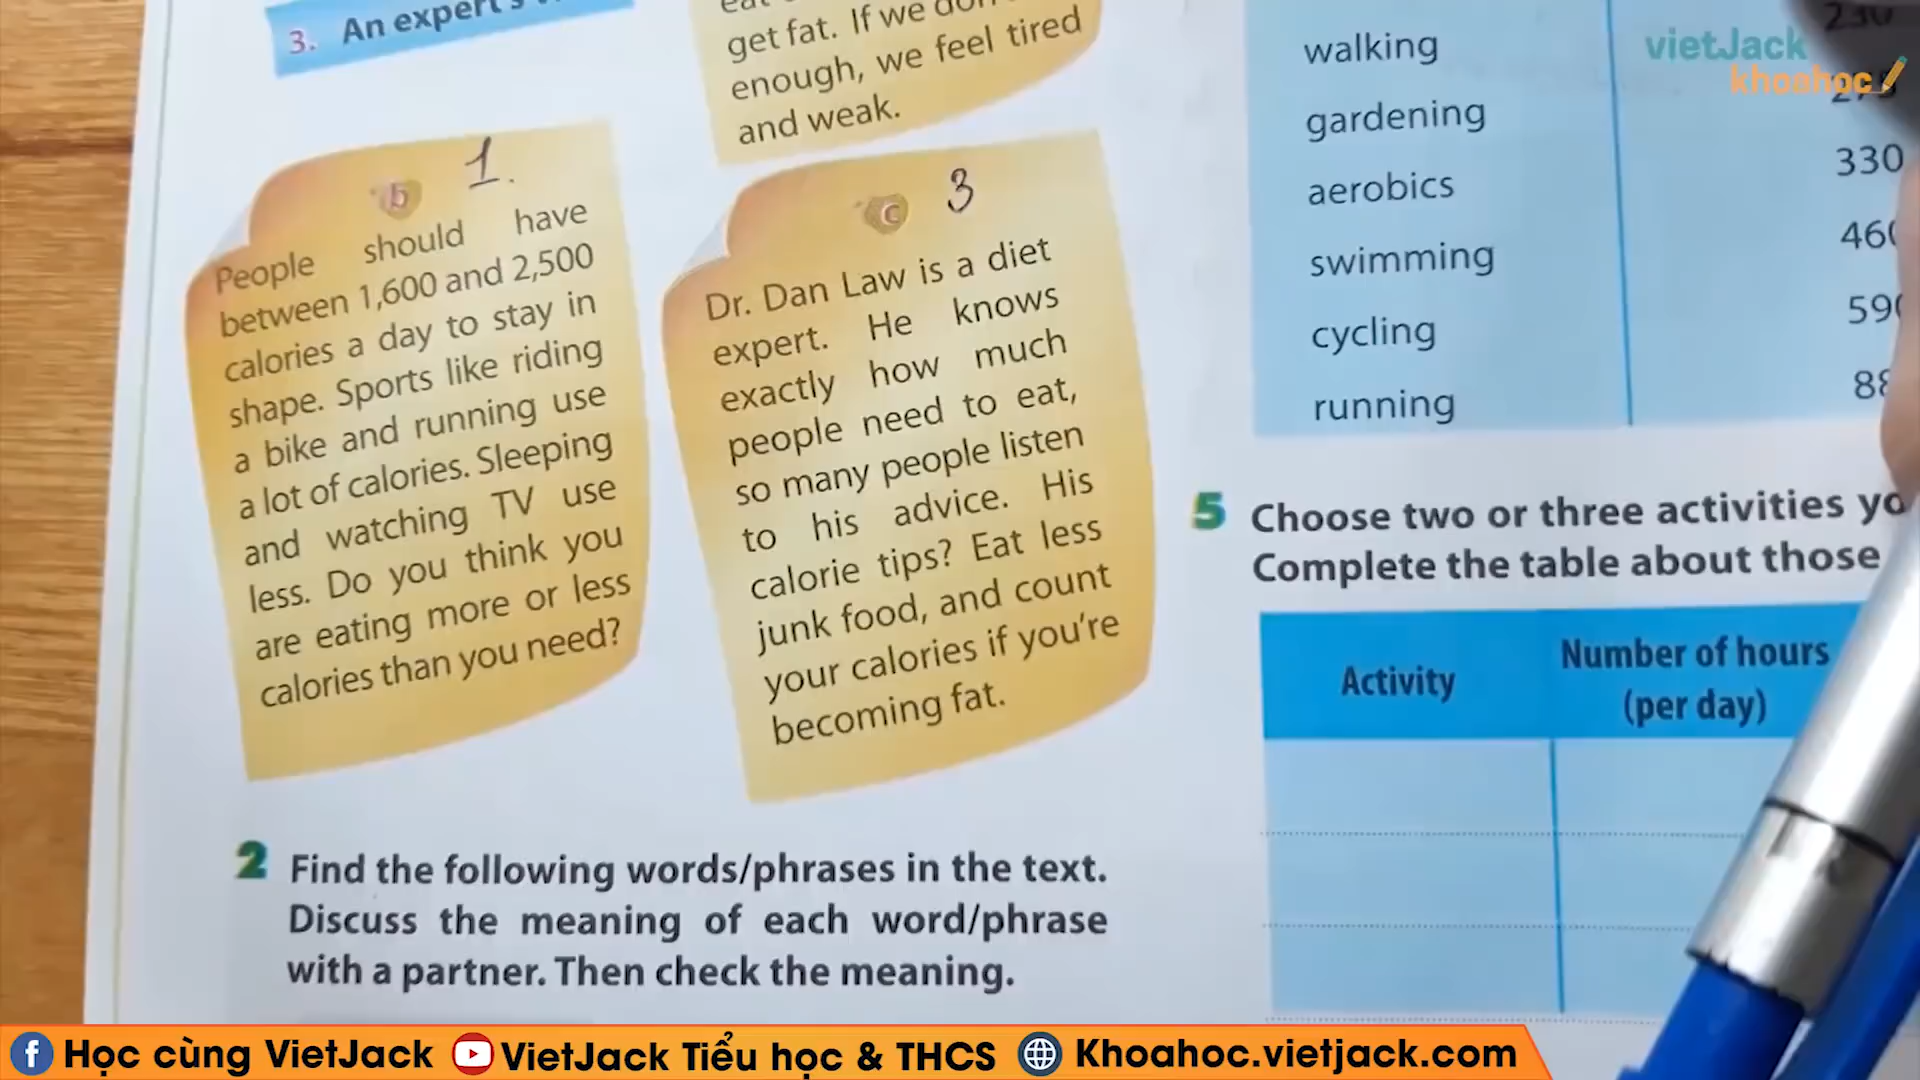 3. An expert's
get fat. If we don
enough, we feel tired
and weak.
b 1.
People should have
between 1,600 and 2,500
calories a day to stay in
shape. Sports like riding
a bike and running use
a lot of calories. Sleeping
and watching TV use
less. Do you think you
are eating more or less
calories than you need?
c 3
Dr. Dan Law is a diet
expert. He knows
exactly how much
people need to eat,
so many people listen
to his advice. His
calorie tips? Eat less
junk food, and count
your calories if you're
becoming fat.
2 Find the following words/phrases in the text.
Discuss the meaning of each word/phrase
with a partner. Then check the meaning.
walking
gardening
aerobics 330
swimming 460
cycling 590
running 88
5 Choose two or three activities yo
Complete the table about those
Activity
Number of hours
(per day)
vietJack
khoahoc
Học cùng VietJack
VietJack Tiểu học & THCS
Khoahoc.vietjack.com